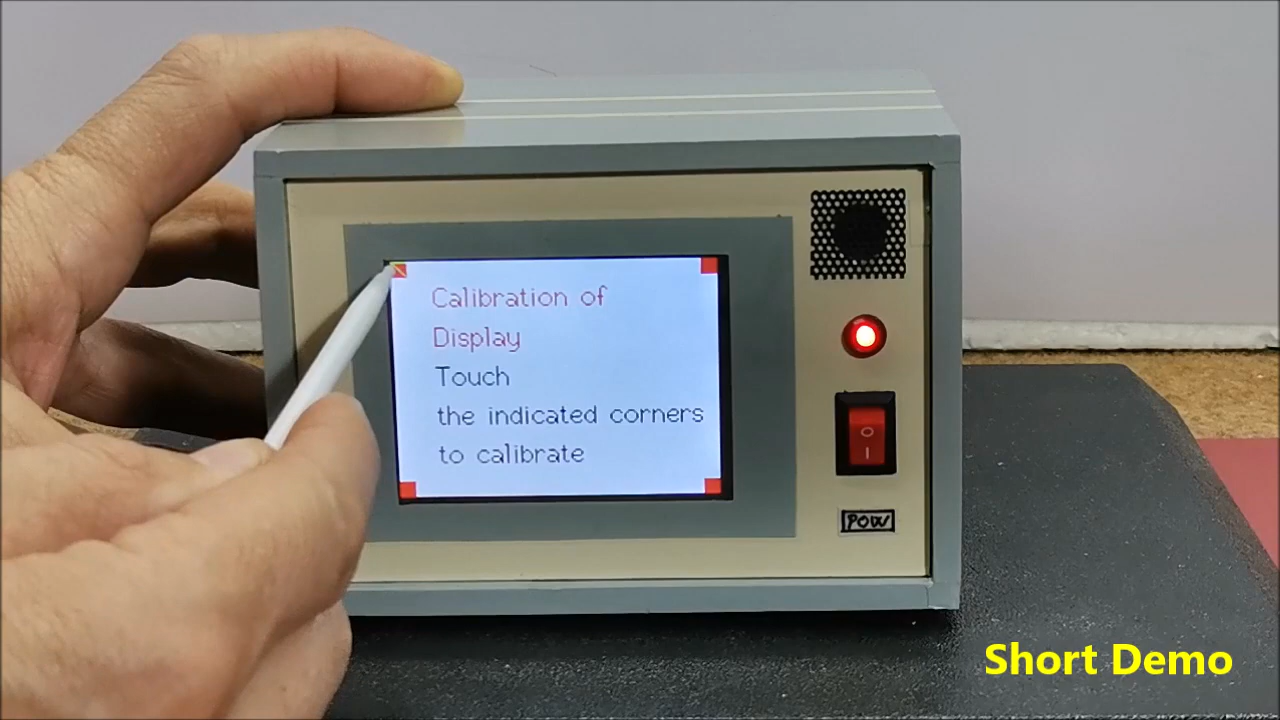 Calibration of
Display
Touch
the indicated corners
to calibrate
O
I
POW
Short Demo